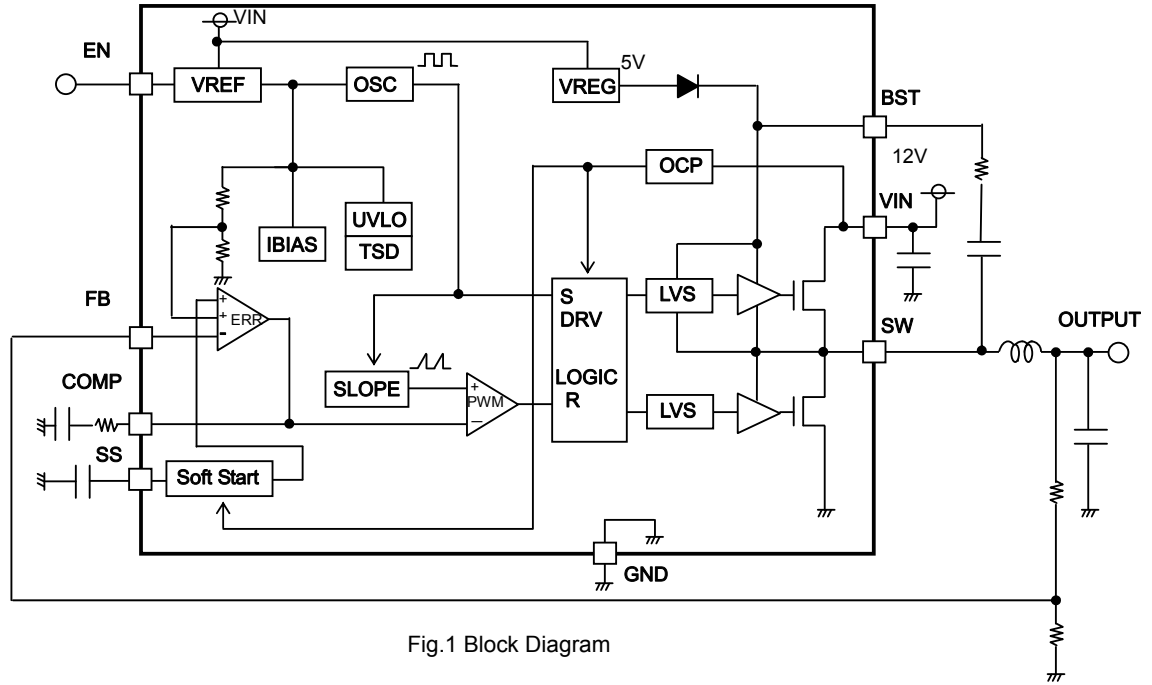 VIN
EN
VREF
OSC
VREG
5V
BST
12V
OCP
VIN
UVLO
TSD
IBIAS
FB
+
+
-
ERR
LVS
S
DRV
LOGIC
R
SW
OUTPUT
COMP
SLOPE
+
PWM
−
LVS
SS
Soft Start
GND
Fig.1 Block Diagram